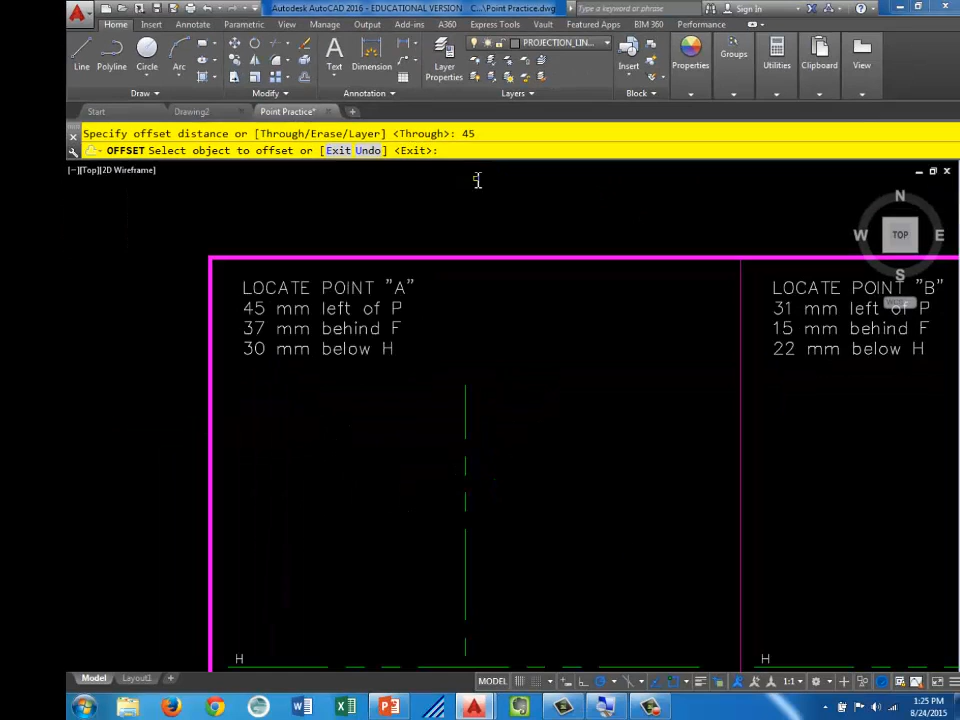 Autodesk AutoCAD 2016 - EDUCATIONAL VERSION C:\...\Point Practice.dwg
Type a keyword or phrase
Sign In
Home Insert Annotate Parametric View Manage Output Add-ins A360 Express Tools Vault Featured Apps BIM 360 Performance
Line Polyline Circle Arc Text Dimension Layer Properties PROJECTION_LIN... Insert Properties Groups Utilities Clipboard View
Draw Modify Annotation Layers Block
Start Drawing2 Point Practice*
Specify offset distance or [Through/Erase/Layer] <Through>: 45
OFFSET Select object to offset or [Exit Undo] <Exit>:
[−][Top][2D Wireframe]
N
W TOP E
S
LOCATE POINT "A"
45 mm left of P
37 mm behind F
30 mm below H
LOCATE POINT "B"
31 mm left of P
15 mm behind F
22 mm below H
H
H
Model Layout1
MODEL 1:1
1:25 PM
8/24/2015